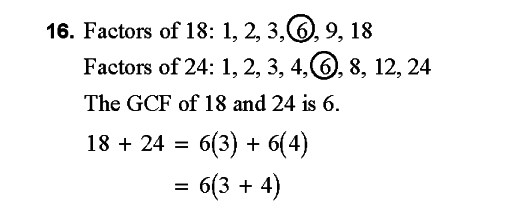 16. Factors of 18: 1, 2, 3, 6, 9, 18
Factors of 24: 1, 2, 3, 4, 6, 8, 12, 24
The GCF of 18 and 24 is 6.
18 + 24 = 6(3) + 6(4)
= 6(3 + 4)